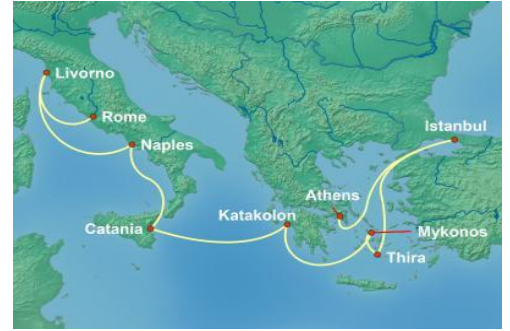 Livorno
Rome
Istanbul
Naples
Athens
Katakolon
Catania
Mykonos
Thira